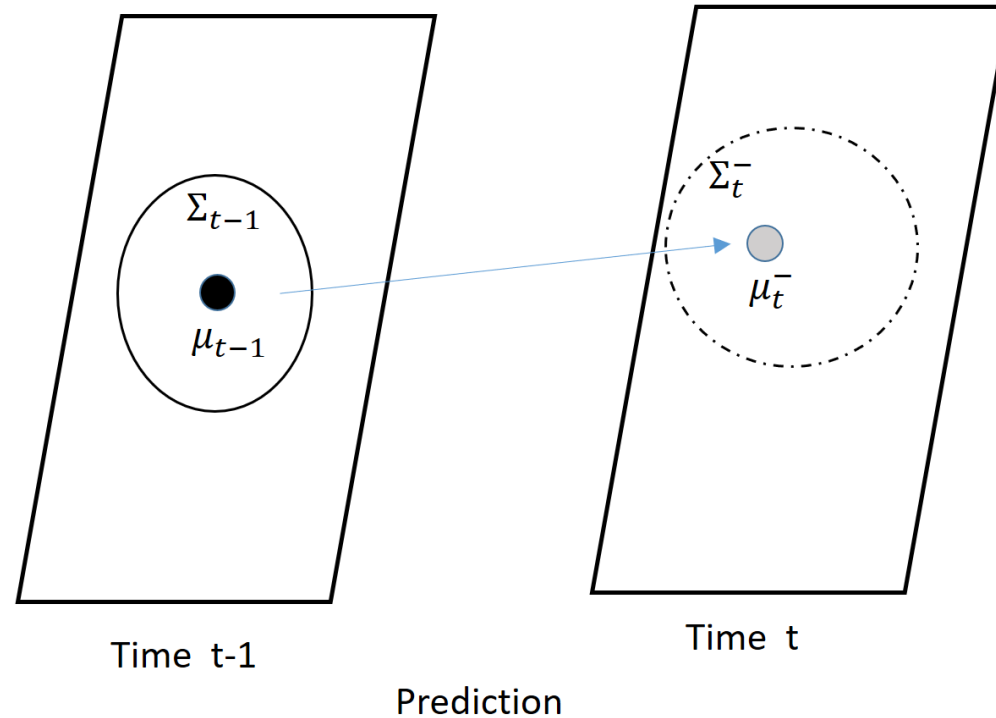 Σ_{t−1}
μ_{t−1}
Σ_t^−
μ_t^−
Time t-1
Time t
Prediction